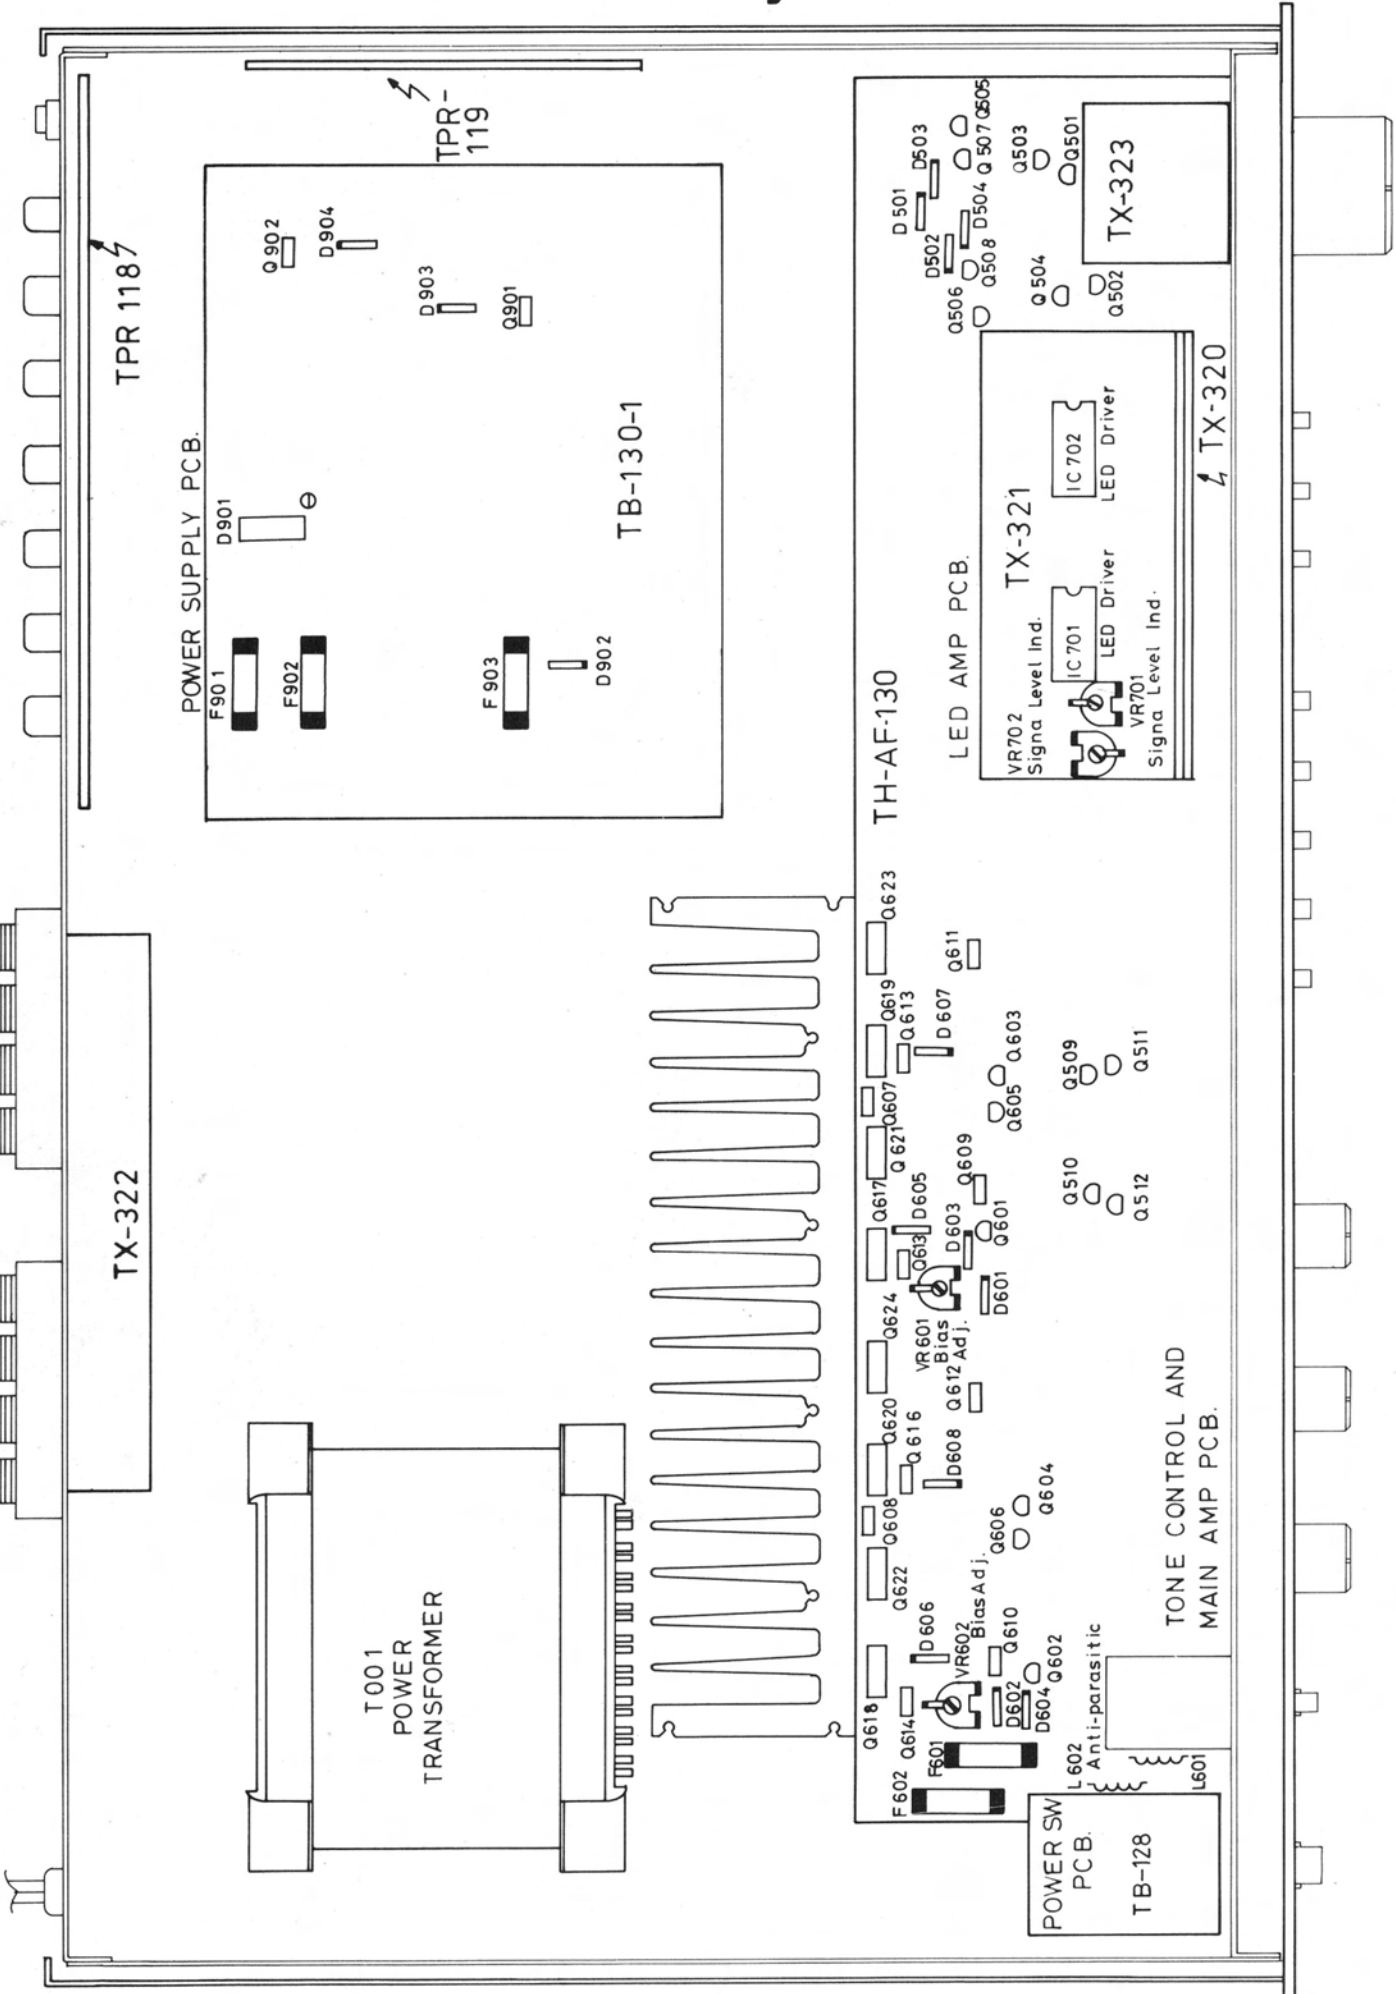 TPR 118
TPR-
119
POWER SUPPLY PCB.
Q902
D904
D903
Q901
D901
F901
F902
F903
D902
TB-130-1
TX-322
T001
POWER
TRANSFORMER
TH-AF-130
D501
D503
Q505
Q507
D502
D504
Q508
Q506
Q503
Q501
Q504
Q502
TX-323
LED AMP PCB.
TX-321
IC702
LED Driver
IC701
LED Driver
VR702
Signa Level Ind.
VR701
Signa Level Ind.
TX-320
Q623
Q611
Q619
Q613
D607
Q603
Q607
Q605
Q509
Q511
Q621
Q609
Q617
D605
D603
Q613
Q601
D601
Q510
Q512
Q624
VR601
Bias
Adj.
Q612
Q620
Q616
D608
Q604
Q608
Q606
Q622
D606
VR602
Bias Adj.
Q610
Q602
Q618
Q614
D602
D604
F601
F602
TONE CONTROL AND
MAIN AMP PCB.
L602
Anti-parasitic
L601
POWER SW
PCB.
TB-128